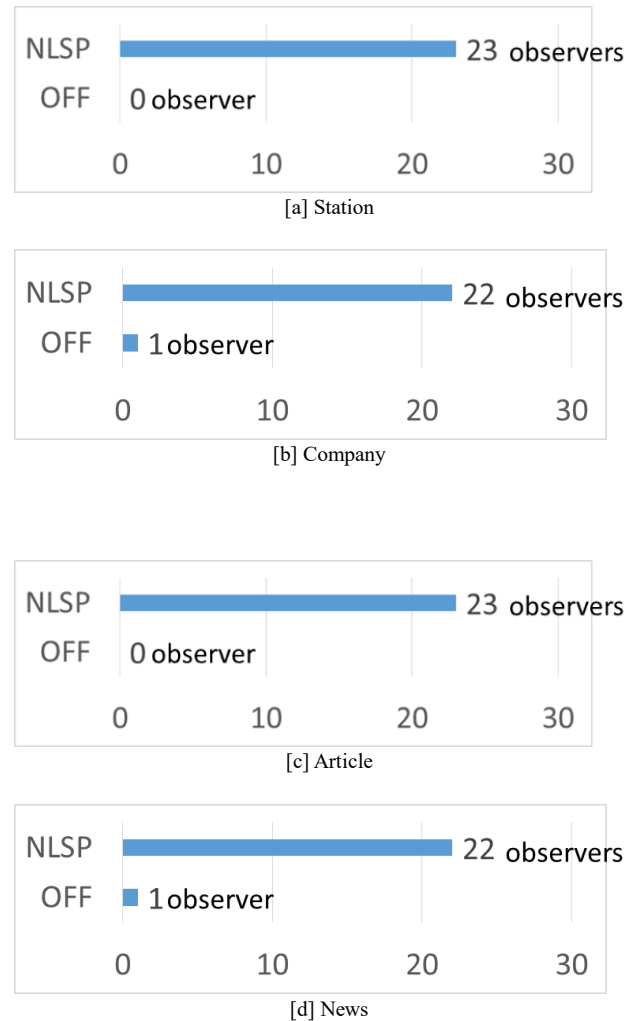 NLSP 23 observers
OFF 0 observer
0 10 20 30
[a] Station
NLSP 22 observers
OFF 1 observer
0 10 20 30
[b] Company
NLSP 23 observers
OFF 0 observer
0 10 20 30
[c] Article
NLSP 22 observers
OFF 1 observer
0 10 20 30
[d] News